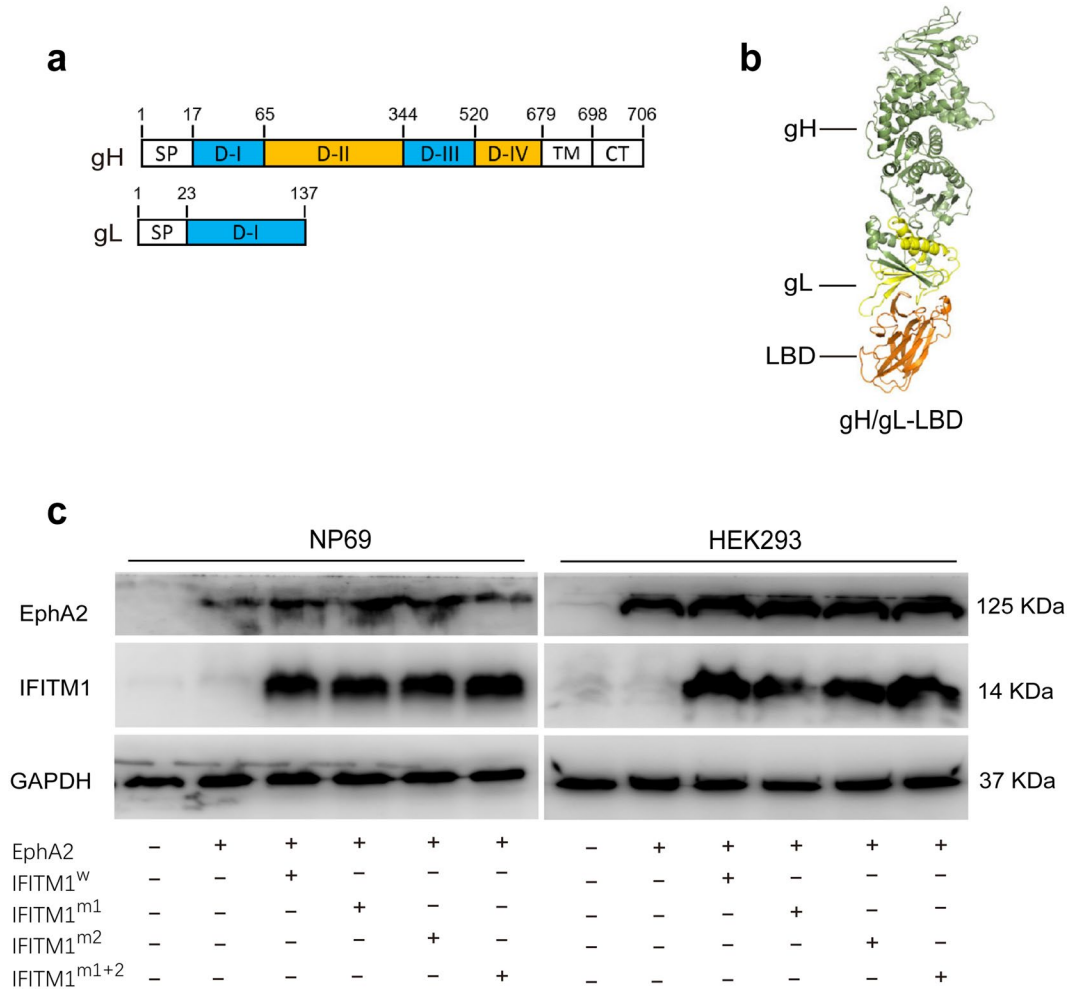 a
1 17 65 344 520 679 698 706
gH SP D-I D-II D-III D-IV TM CT
1 23 137
gL SP D-I
b
gH
gL
LBD
gH/gL-LBD
c
NP69 HEK293
EphA2 125 KDa
IFITM1 14 KDa
GAPDH 37 KDa
EphA2 – + + + + + – + + + + +
IFITM1ʷ – – + – – – – – + – – –
IFITM1ᵐ¹ – – – + – – – – – + – –
IFITM1ᵐ² – – – – + – – – – – + –
IFITM1ᵐ¹⁺² – – – – – + – – – – – +